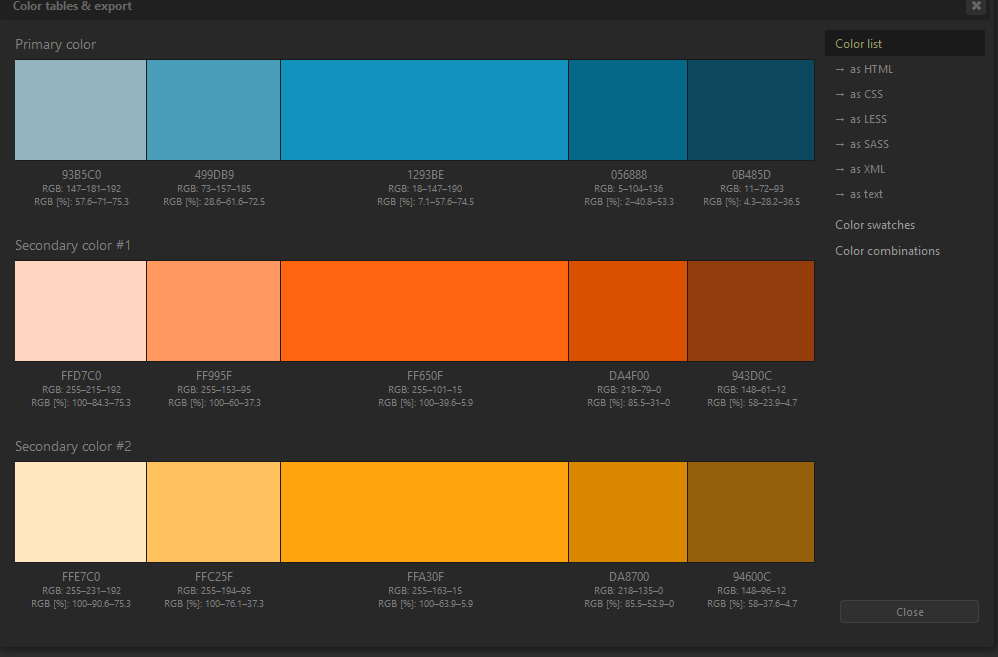 Color tables & export
Primary color
93B5C0 499DB9 1293BE 056888 0B485D
RGB: 147–181–192 RGB: 73–157–185 RGB: 18–147–190 RGB: 5–104–136 RGB: 11–72–93
RGB [%]: 57.6–71–75.3 RGB [%]: 28.6–61.6–72.5 RGB [%]: 7.1–57.6–74.5 RGB [%]: 2–40.8–53.3 RGB [%]: 4.3–28.2–36.5
Secondary color #1
FFD7C0 FF995F FF650F DA4F00 943D0C
RGB: 255–215–192 RGB: 255–153–95 RGB: 255–101–15 RGB: 218–79–0 RGB: 148–61–12
RGB [%]: 100–84.3–75.3 RGB [%]: 100–60–37.3 RGB [%]: 100–39.6–5.9 RGB [%]: 85.5–31–0 RGB [%]: 58–23.9–4.7
Secondary color #2
FFE7C0 FFC25F FFA30F DA8700 94600C
RGB: 255–231–192 RGB: 255–194–95 RGB: 255–163–15 RGB: 218–135–0 RGB: 148–96–12
RGB [%]: 100–90.6–75.3 RGB [%]: 100–76.1–37.3 RGB [%]: 100–63.9–5.9 RGB [%]: 85.5–52.9–0 RGB [%]: 58–37.6–4.7
Color list
→ as HTML
→ as CSS
→ as LESS
→ as SASS
→ as XML
→ as text
Color swatches
Color combinations
Close